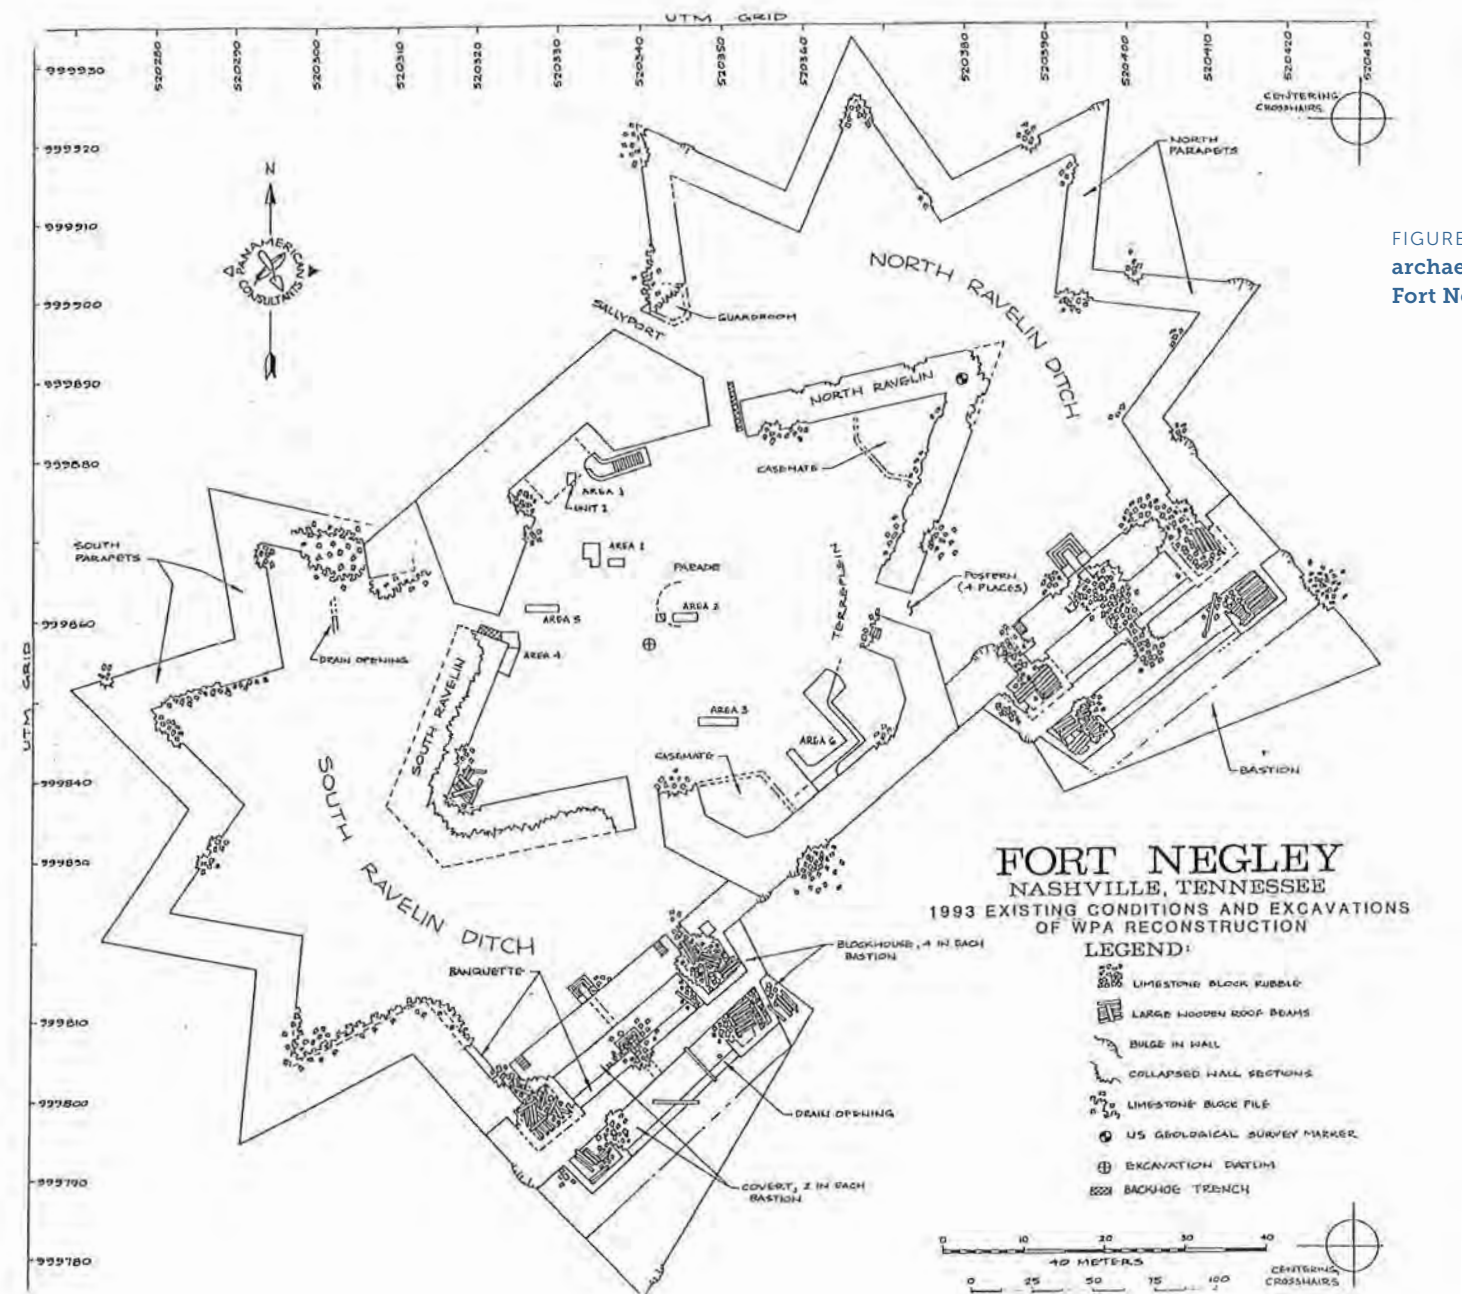 UTM GRID
520280
520290
520300
520310
520320
520330
520340
520350
520360
520380
520390
520400
520410
520420
520430
999930
999920
999910
999900
999890
999880
999860
999840
999830
999810
999800
999790
999780
UTM GRID
CENTERING
CROSSHAIRS
NORTH
PARAPETS
N
PANAMERICAN
CONSULTANTS
FIGURE
archae
Fort Ne
NORTH RAVELIN DITCH
SALLYPORT
GUARDROOM
NORTH RAVELIN
CASEMATE
AREA 1
UNIT 2
SOUTH
PARAPETS
AREA 2
PARADE
TERREPLEIN
POSTERN
(4 PLACES)
AREA 5
DRAIN OPENING
AREA 4
SOUTH RAVELIN
AREA 3
AREA 6
CASEMATE
BASTION
SOUTH RAVELIN DITCH
FORT NEGLEY
NASHVILLE, TENNESSEE
1993 EXISTING CONDITIONS AND EXCAVATIONS
OF WPA RECONSTRUCTION
LEGEND:
LIMESTONE BLOCK RUBBLE
LARGE WOODEN ROOF BEAMS
BULGE IN WALL
COLLAPSED WALL SECTIONS
LIMESTONE BLOCK PILE
US GEOLOGICAL SURVEY MARKER
EXCAVATION DATUM
BACKHOE TRENCH
BANQUETTE
BLOCKHOUSE, 4 IN EACH
BASTION
DRAIN OPENING
COVERT, 2 IN EACH
BASTION
0 10 20 30 40
40 METERS
0 25 50 75 100
CENTERING
CROSSHAIRS